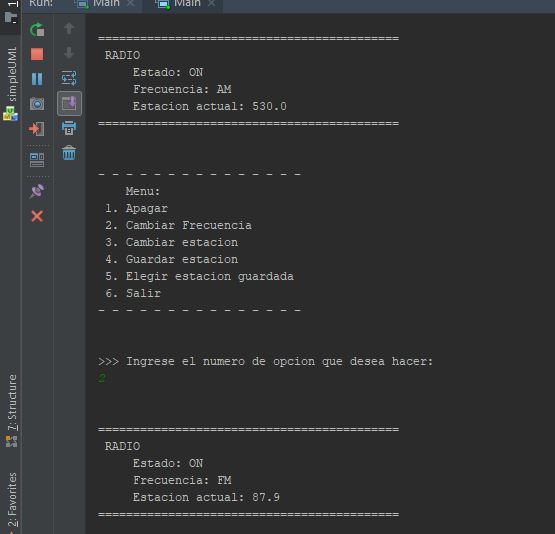 Run: Main Main
1:
simpleUML
7: Structure
2: Favorites
===========================================
RADIO
Estado: ON
Frecuencia: AM
Estacion actual: 530.0
===========================================
- - - - - - - - - - - - - - -
Menu:
1. Apagar
2. Cambiar Frecuencia
3. Cambiar estacion
4. Guardar estacion
5. Elegir estacion guardada
6. Salir
- - - - - - - - - - - - - - -
>>> Ingrese el numero de opcion que desea hacer:
2
===========================================
RADIO
Estado: ON
Frecuencia: FM
Estacion actual: 87.9
===========================================